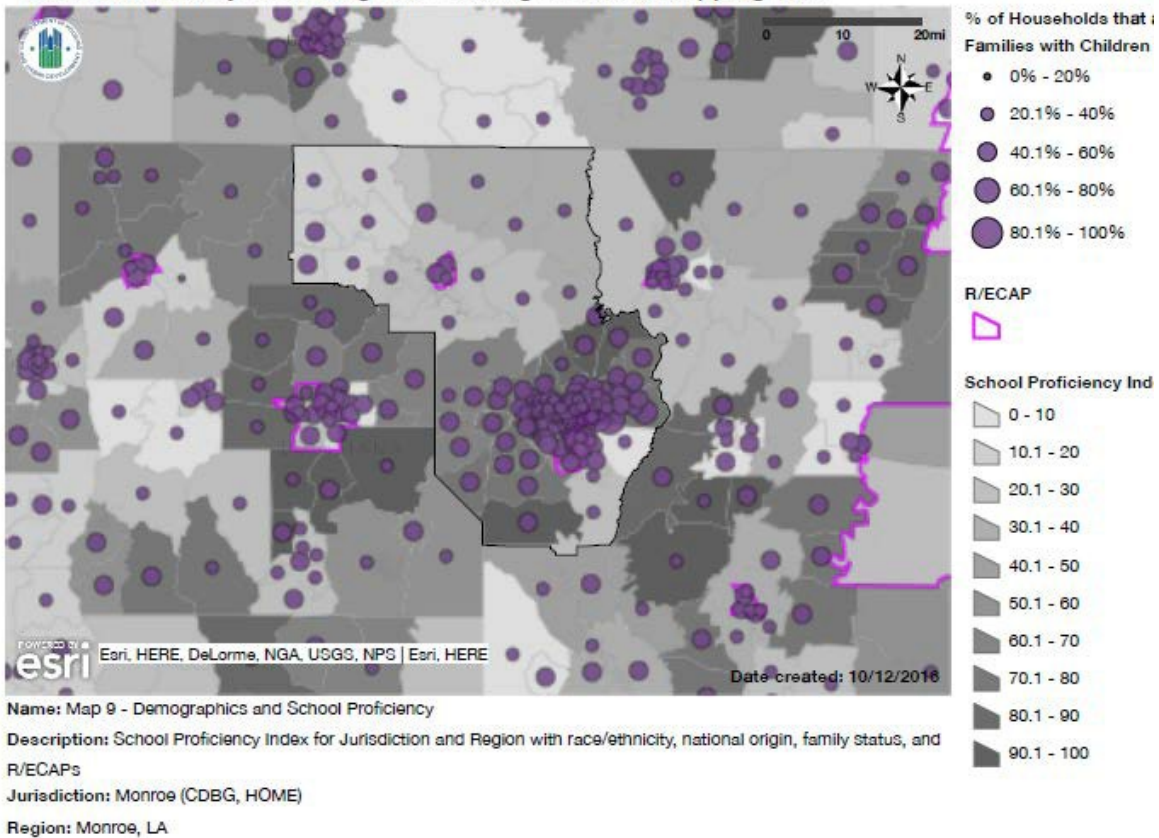 0 10 20mi
N
W E
S
% of Households that a
Families with Children
0% - 20%
20.1% - 40%
40.1% - 60%
60.1% - 80%
80.1% - 100%
R/ECAP
School Proficiency Ind
0 - 10
10.1 - 20
20.1 - 30
30.1 - 40
40.1 - 50
50.1 - 60
60.1 - 70
70.1 - 80
80.1 - 90
90.1 - 100
POWERED BY
esri
Esri, HERE, DeLorme, NGA, USGS, NPS | Esri, HERE
Date created: 10/12/2016
Name: Map 9 - Demographics and School Proficiency
Description: School Proficiency Index for Jurisdiction and Region with race/ethnicity, national origin, family status, and
R/ECAPs
Jurisdiction: Monroe (CDBG, HOME)
Region: Monroe, LA